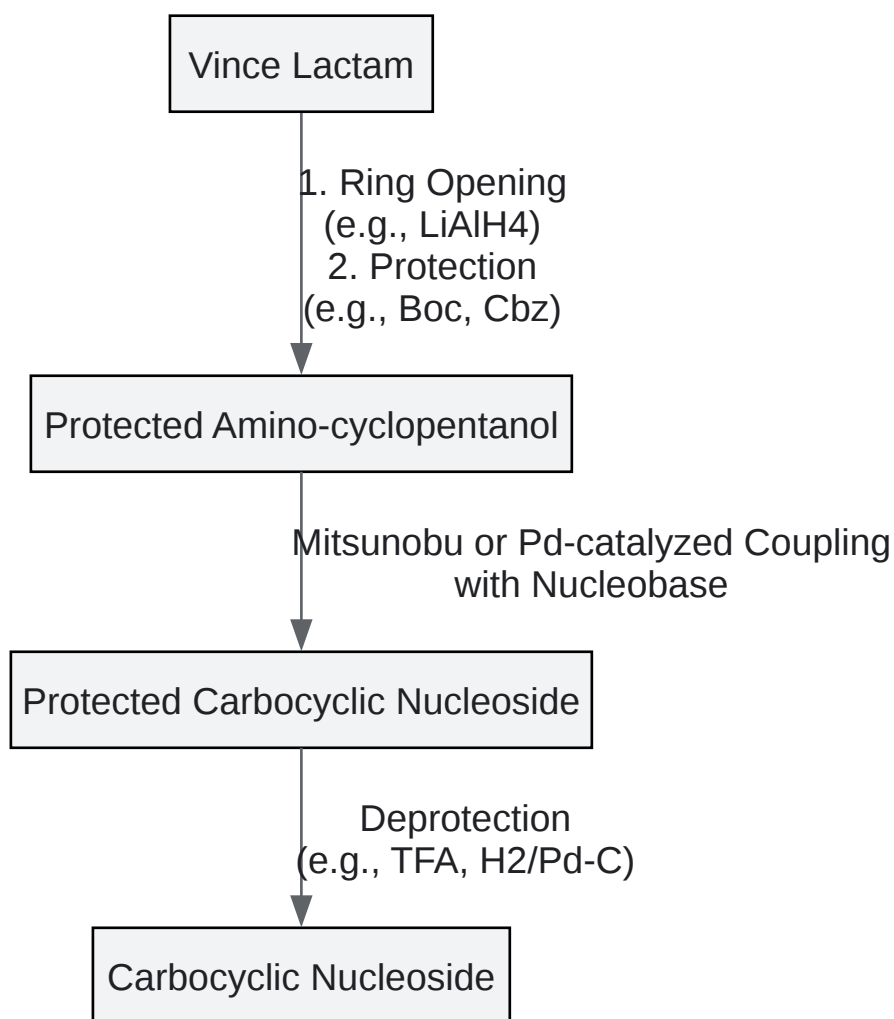 Vince Lactam
1. Ring Opening
(e.g., LiAlH4)
2. Protection
(e.g., Boc, Cbz)
Protected Amino-cyclopentanol
Mitsunobu or Pd-catalyzed Coupling
with Nucleobase
Protected Carbocyclic Nucleoside
Deprotection
(e.g., TFA, H2/Pd-C)
Carbocyclic Nucleoside